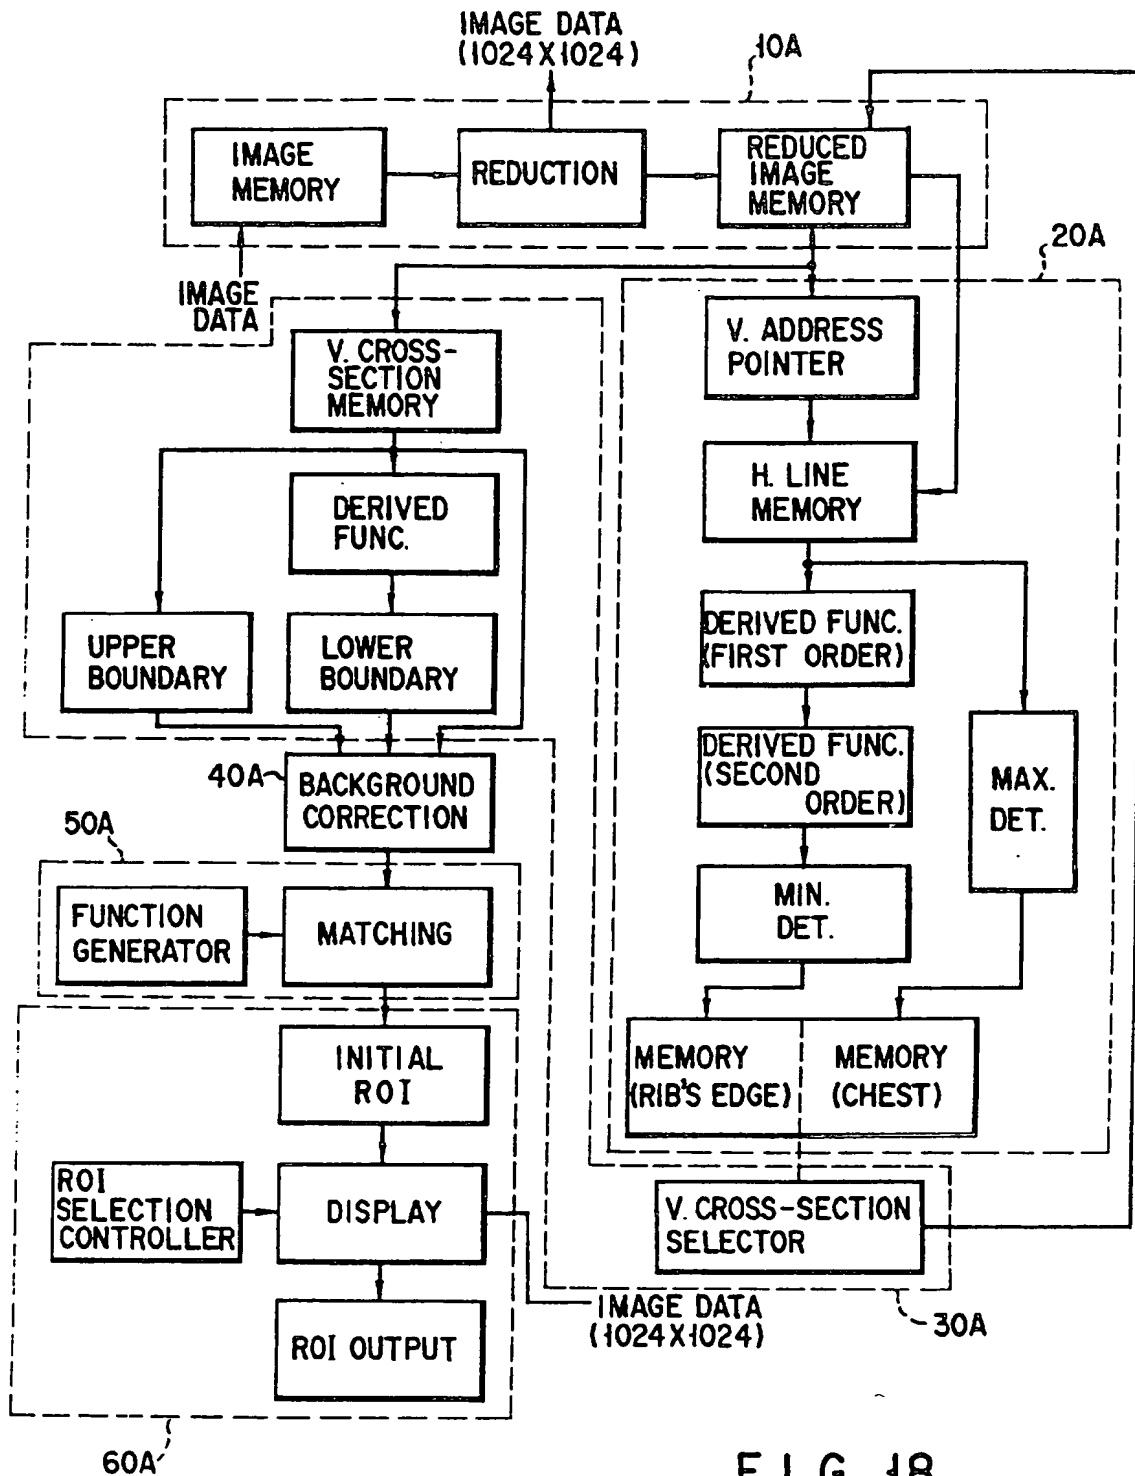 IMAGE DATA
(1024X1024)
10A
IMAGE
MEMORY
REDUCTION
REDUCED
IMAGE
MEMORY
20A
IMAGE
DATA
V. CROSS-
SECTION
MEMORY
V. ADDRESS
POINTER
H. LINE
MEMORY
DERIVED
FUNC.
UPPER
BOUNDARY
LOWER
BOUNDARY
DERIVED FUNC.
(FIRST ORDER)
DERIVED FUNC.
(SECOND
ORDER)
MAX.
DET.
40A
BACKGROUND
CORRECTION
50A
MIN.
DET.
FUNCTION
GENERATOR
MATCHING
INITIAL
ROI
MEMORY
(RIB'S EDGE)
MEMORY
(CHEST)
ROI
SELECTION
CONTROLLER
DISPLAY
V. CROSS-SECTION
SELECTOR
IMAGE DATA
(1024X1024)
30A
ROI OUTPUT
60A
FIG. 18